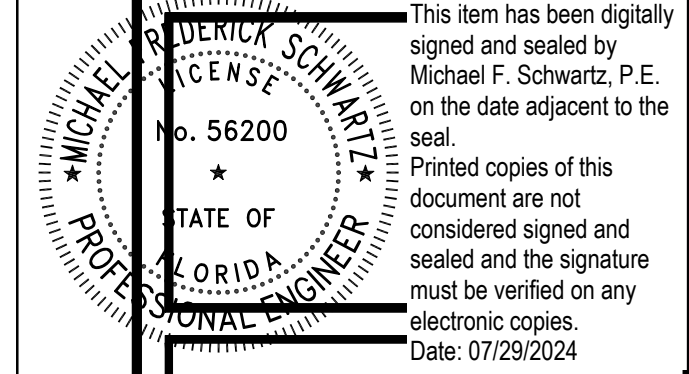 MICHAEL FREDERICK SCHWARTZ
LICENSE
No. 56200
STATE OF
FLORIDA
PROFESSIONAL ENGINEER
This item has been digitally
signed and sealed by
Michael F. Schwartz, P.E.
on the date adjacent to the
seal.
Printed copies of this
document are not
considered signed and
sealed and the signature
must be verified on any
electronic copies.
Date: 07/29/2024